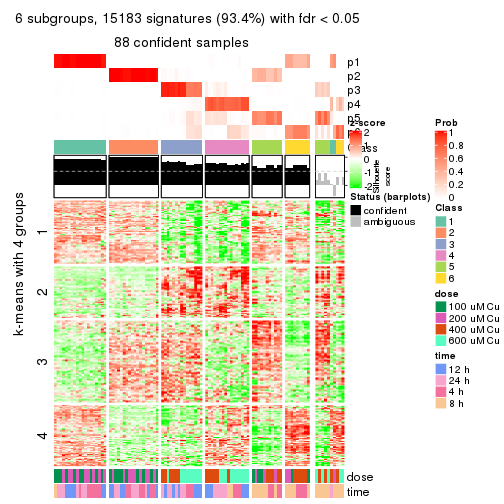 6 subgroups, 15183 signatures (93.4%) with fdr < 0.05
88 confident samples
p1
p2
p3
p4
p5
z-score
2
1
0
-1
-2
Silhouette
score
Status (barplots)
confident
ambiguous
Prob
1
0.8
0.6
0.4
0.2
0
Class
1
2
3
4
5
6
dose
100 uM Cu
200 uM Cu
400 uM Cu
600 uM Cu
time
12 h
24 h
4 h
8 h
k-means with 4 groups
1
2
3
4
dose
time